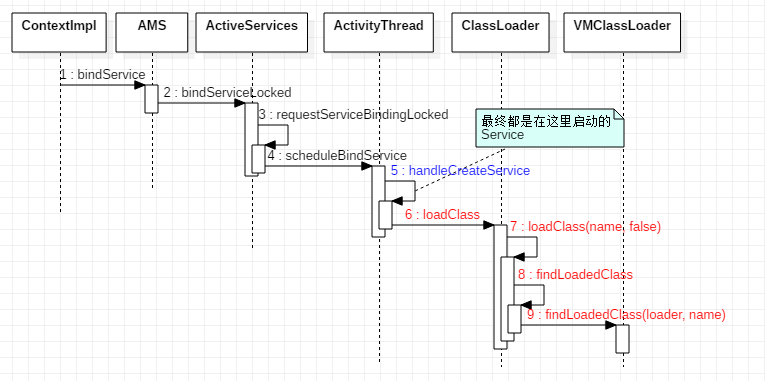 ContextImpl
AMS
ActiveServices
ActivityThread
ClassLoader
VMClassLoader
1 : bindService
2 : bindServiceLocked
3 : requestServiceBindingLocked
最终都是在这里启动的
Service
4 : scheduleBindService
5 : handleCreateService
6 : loadClass
7 : loadClass(name, false)
8 : findLoadedClass
9 : findLoadedClass(loader, name)